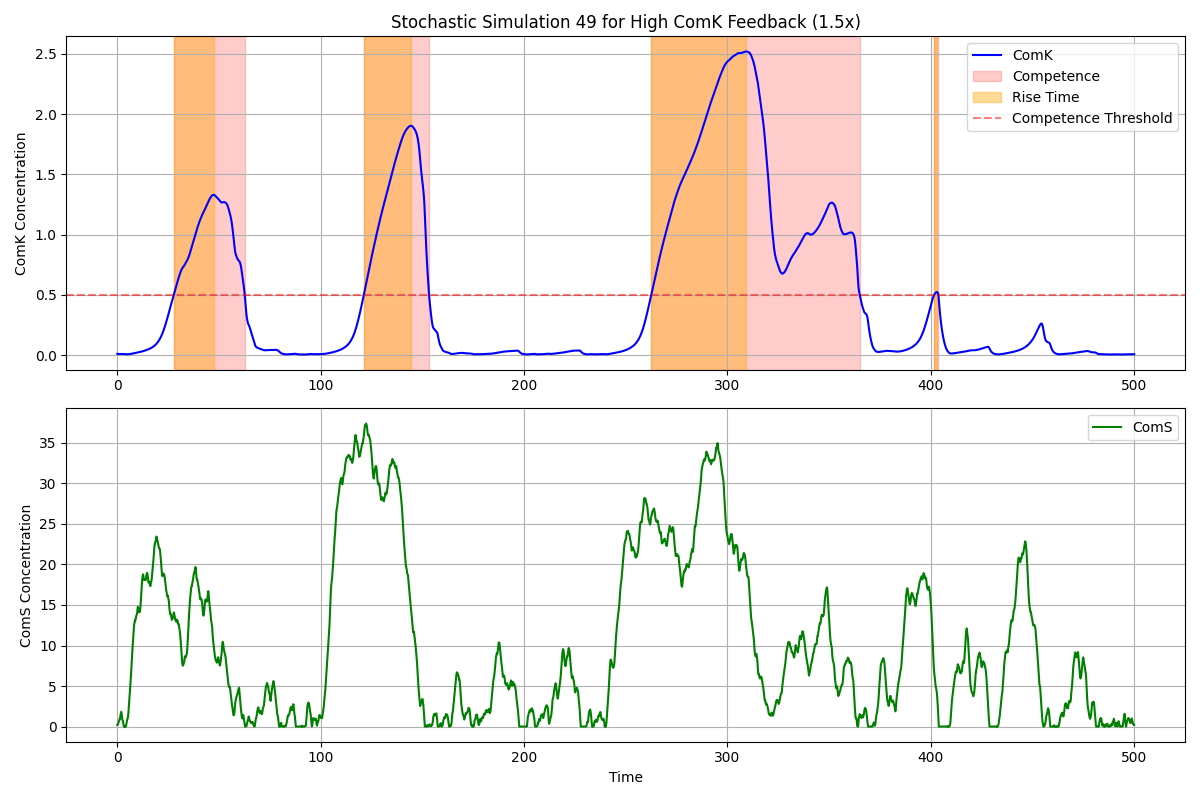 Stochastic Simulation 49 for High ComK Feedback (1.5x)
ComK Concentration
2.5
2.0
1.5
1.0
0.5
0.0
ComK
Competence
Rise Time
Competence Threshold
0 100 200 300 400 500
ComS Concentration
35
30
25
20
15
10
5
0
ComS
0 100 200 300 400 500
Time